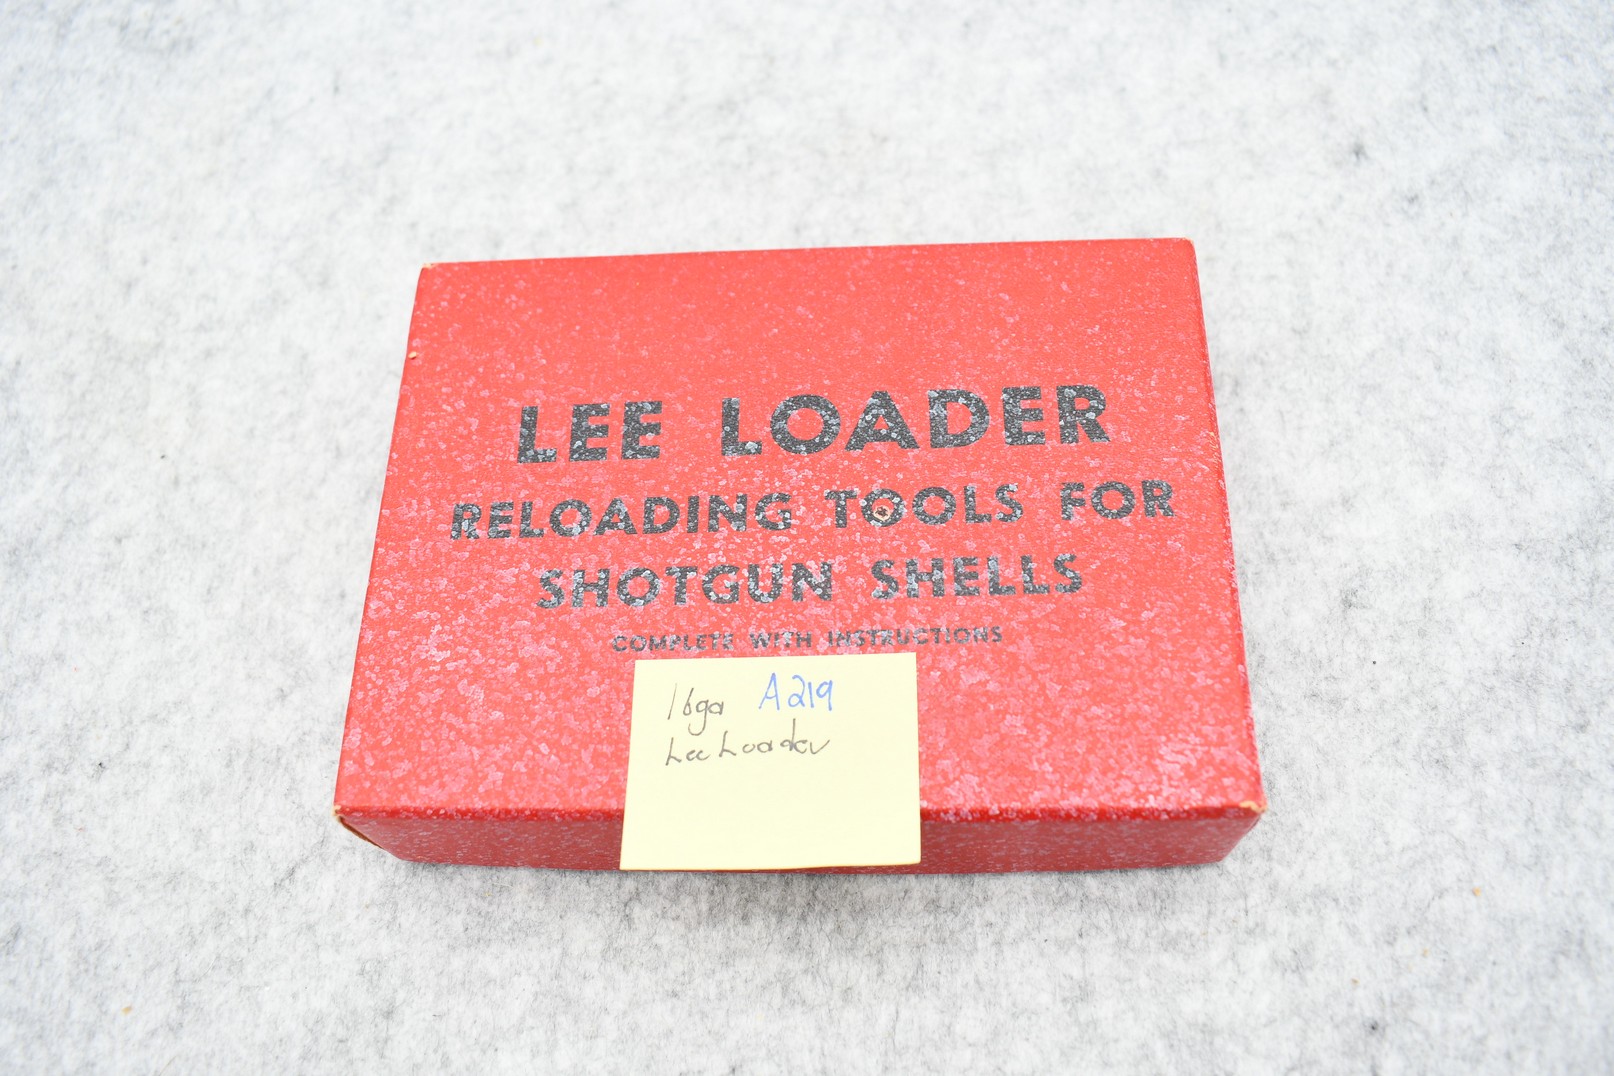 LEE LOADER
RELOADING TOOLS FOR
SHOTGUN SHELLS
COMPLETE WITH INSTRUCTIONS
16ga A219
Lee Loader